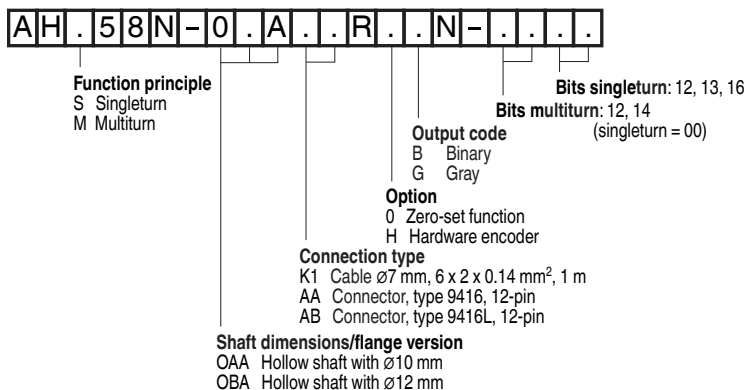 AH.58N-0.A..R..N-....
Function principle
S Singleturn
M Multiturn
Bits singleturn: 12, 13, 16
Bits multiturn: 12, 14
(singleturn = 00)
Output code
B Binary
G Gray
Option
0 Zero-set function
H Hardware encoder
Connection type
K1 Cable ø7 mm, 6 x 2 x 0.14 mm², 1 m
AA Connector, type 9416, 12-pin
AB Connector, type 9416L, 12-pin
Shaft dimensions/flange version
OAA Hollow shaft with ø10 mm
OBA Hollow shaft with ø12 mm